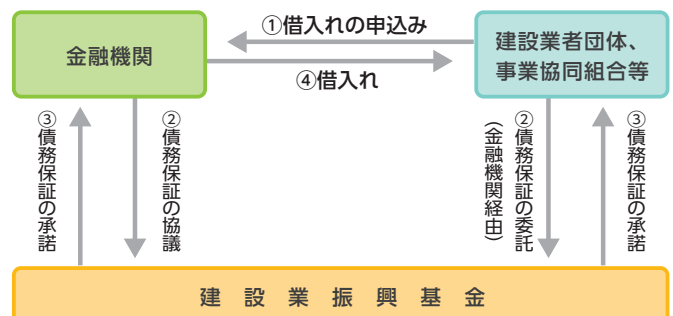 ①借入れの申込み
金融機関
建設業者団体、
事業協同組合等
④借入れ
③債務保証の承諾
②債務保証の協議
②債務保証の委託
（金融機関経由）
③債務保証の承諾
建設業振興基金